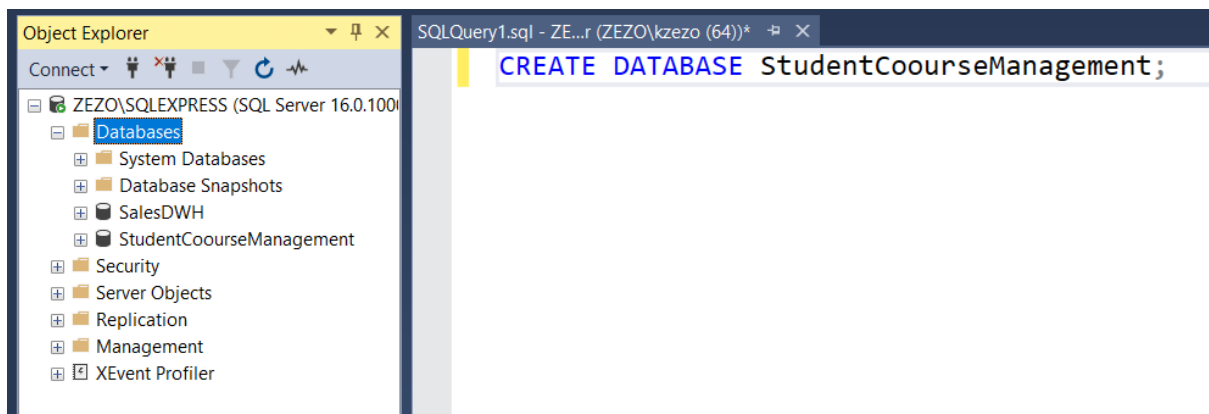 Object Explorer
Connect
ZEZO\SQLEXPRESS (SQL Server 16.0.100
Databases
System Databases
Database Snapshots
SalesDWH
StudentCoourseManagement
Security
Server Objects
Replication
Management
XEvent Profiler
SQLQuery1.sql - ZE...r (ZEZO\kzezo (64))*
CREATE DATABASE StudentCoourseManagement;